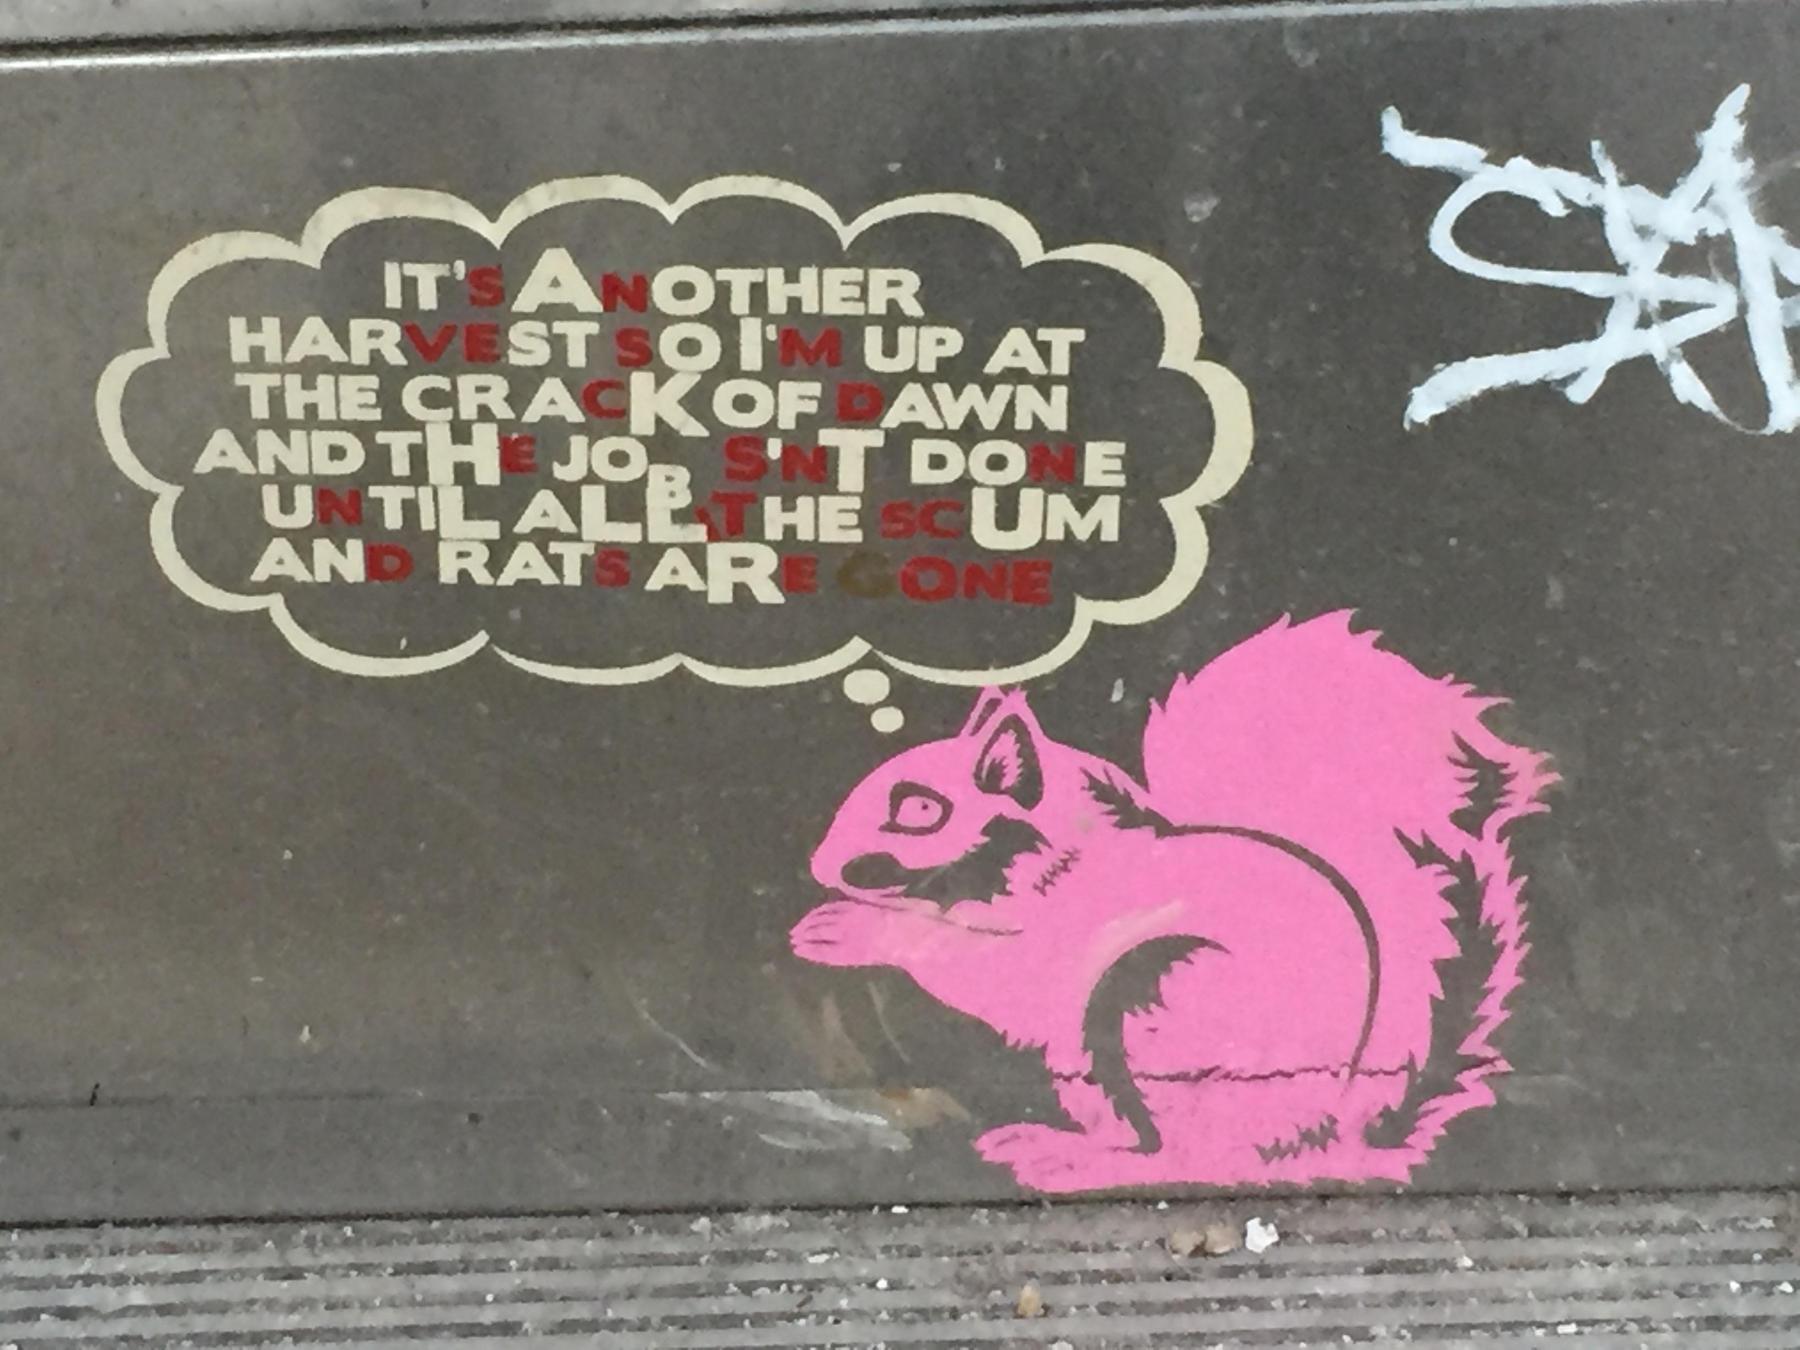 IT'S ANOTHER
HARVEST SO I'M UP AT
THE CRACK OF DAWN
AND THE JOB S'NT DONE
UNTIL ALL THE SCUM
AND RATS ARE GONE